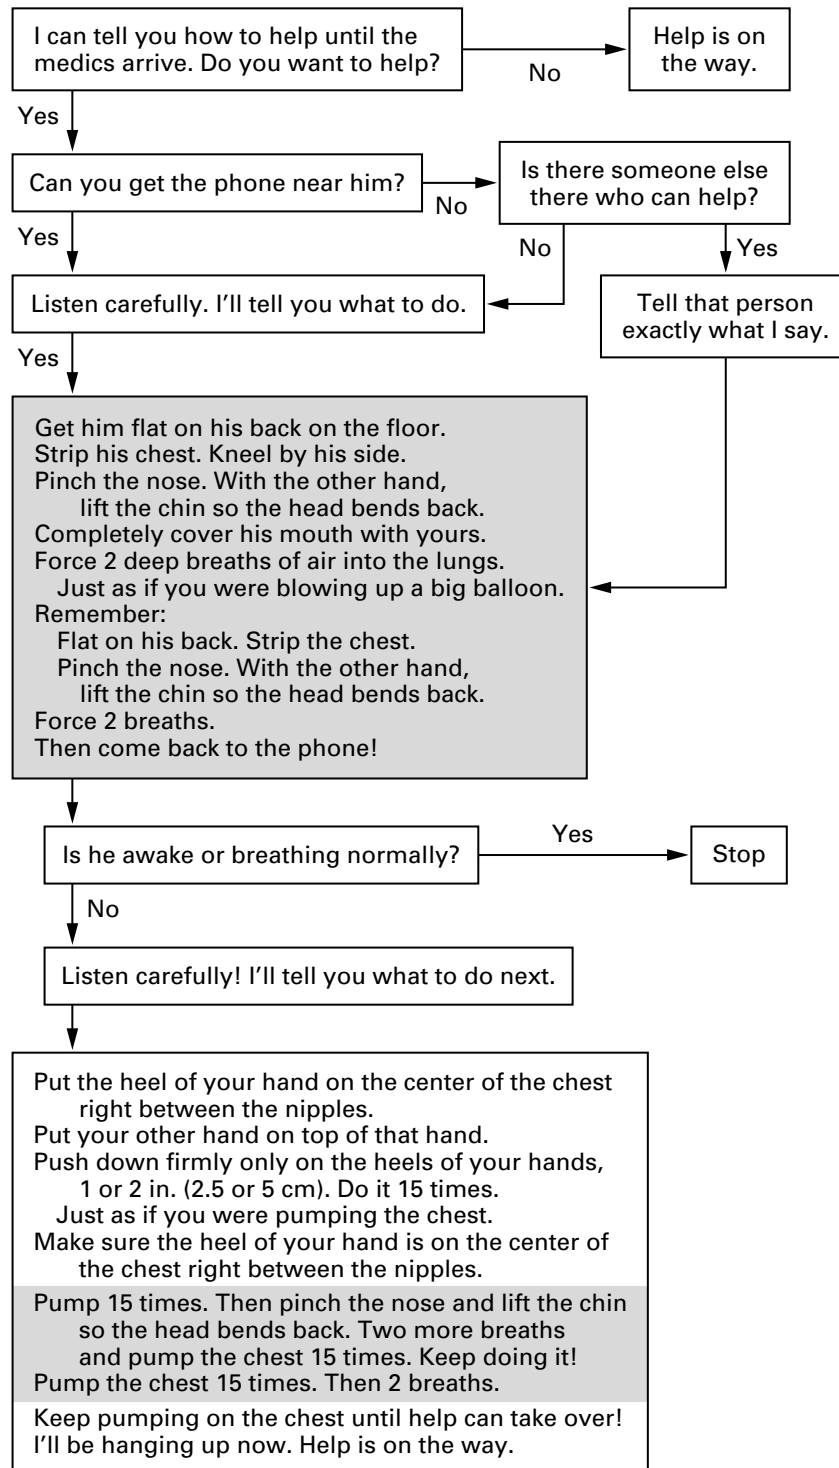 I can tell you how to help until the
medics arrive. Do you want to help?
No
Help is on
the way.
Yes
Can you get the phone near him?
No
Is there someone else
there who can help?
Yes
No
Yes
Listen carefully. I'll tell you what to do.
Tell that person
exactly what I say.
Yes
Get him flat on his back on the floor.
Strip his chest. Kneel by his side.
Pinch the nose. With the other hand,
lift the chin so the head bends back.
Completely cover his mouth with yours.
Force 2 deep breaths of air into the lungs.
Just as if you were blowing up a big balloon.
Remember:
Flat on his back. Strip the chest.
Pinch the nose. With the other hand,
lift the chin so the head bends back.
Force 2 breaths.
Then come back to the phone!
Is he awake or breathing normally?
Yes
Stop
No
Listen carefully! I'll tell you what to do next.
Put the heel of your hand on the center of the chest
right between the nipples.
Put your other hand on top of that hand.
Push down firmly only on the heels of your hands,
1 or 2 in. (2.5 or 5 cm). Do it 15 times.
Just as if you were pumping the chest.
Make sure the heel of your hand is on the center of
the chest right between the nipples.
Pump 15 times. Then pinch the nose and lift the chin
so the head bends back. Two more breaths
and pump the chest 15 times. Keep doing it!
Pump the chest 15 times. Then 2 breaths.
Keep pumping on the chest until help can take over!
I'll be hanging up now. Help is on the way.